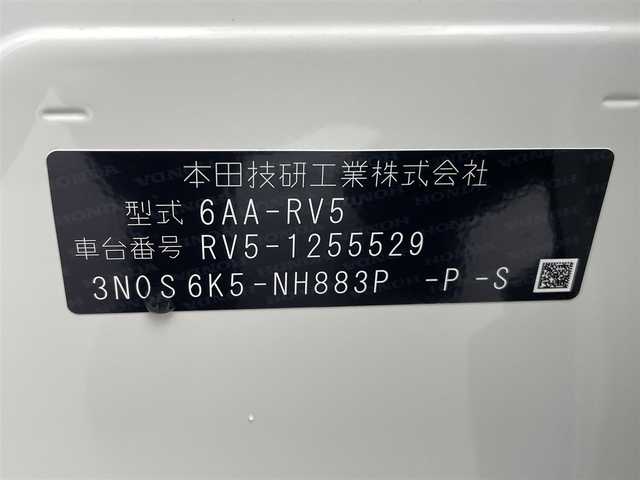 本田技研工業株式会社
型式 6AA-RV5
車台番号 RV5-1255529
3N0S6K5-NH883P -P-S